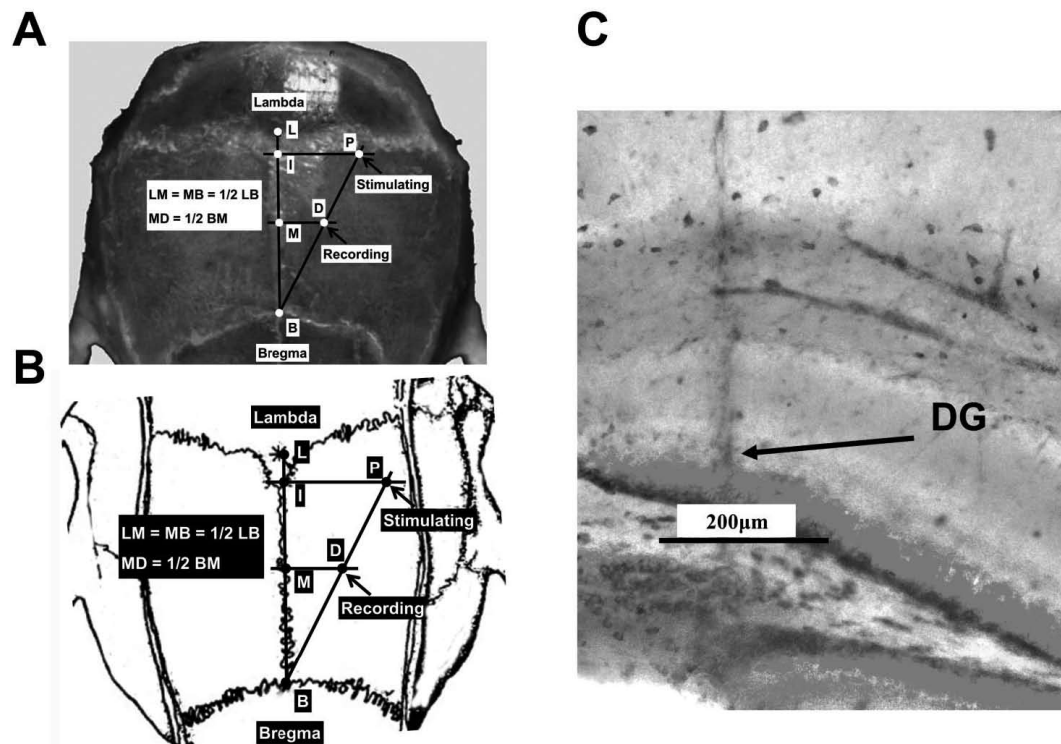 A
Lambda
L
P
I
Stimulating
LM = MB = 1/2 LB
MD = 1/2 BM
D
M
Recording
B
Bregma
B
Lambda
L
P
I
Stimulating
LM = MB = 1/2 LB
MD = 1/2 BM
D
M
Recording
B
Bregma
C
DG
200μm